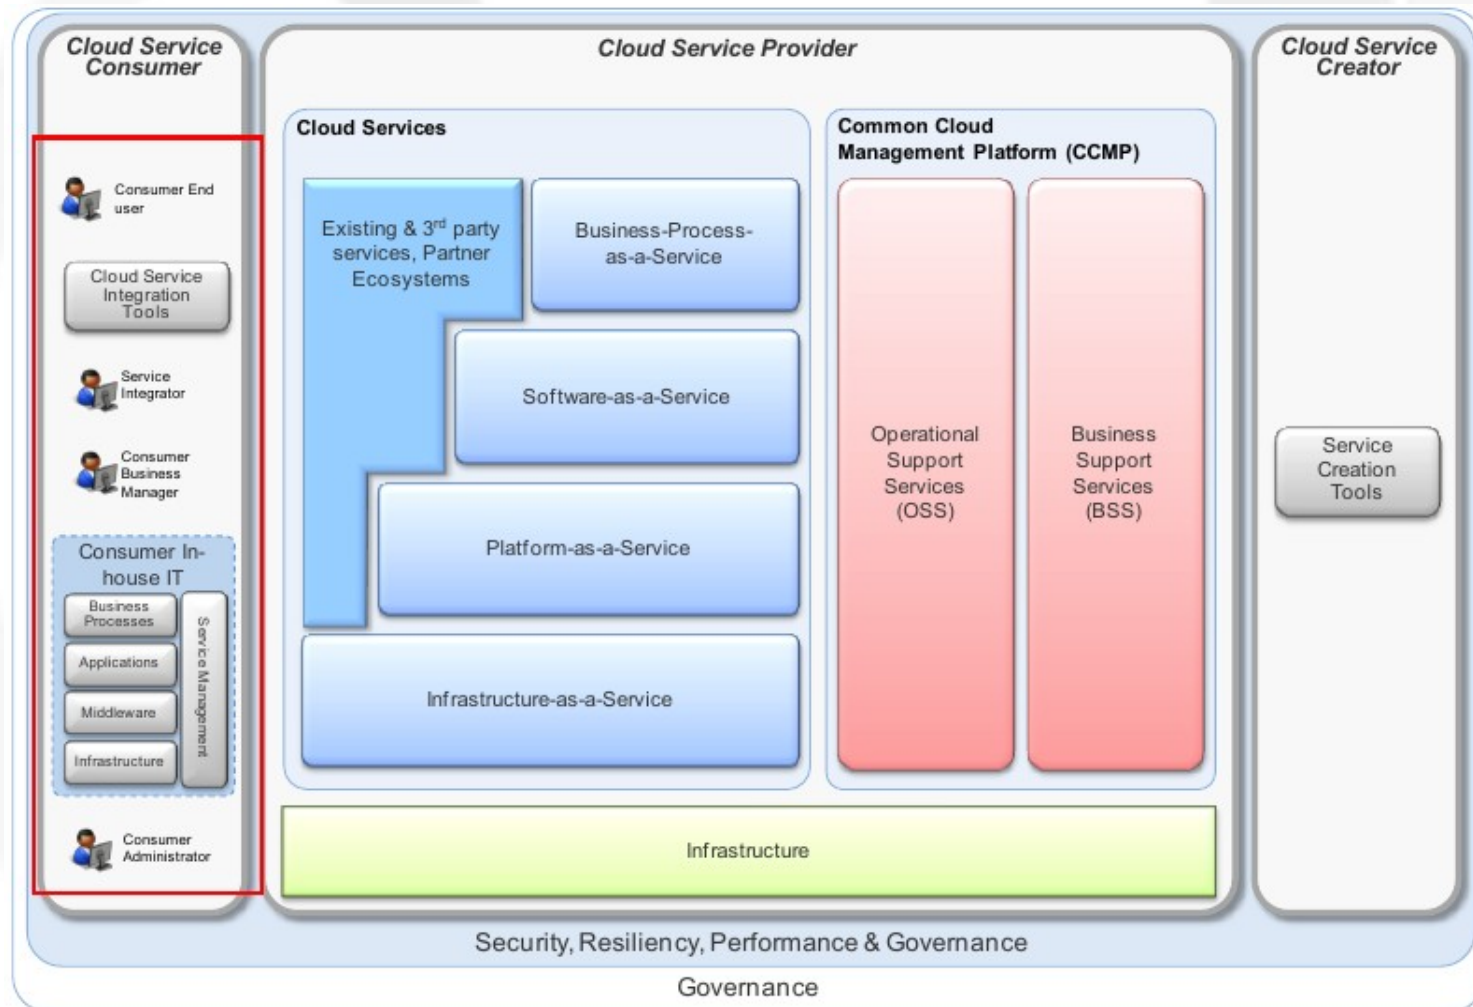 Cloud Service
Consumer
Consumer End
user
Cloud Service
Integration
Tools
Service
Integrator
Consumer
Business
Manager
Consumer In-
house IT
Business
Processes
Applications
Middleware
Infrastructure
Service Management
Consumer
Administrator
Cloud Service Provider
Cloud Services
Existing & 3rd party
services, Partner
Ecosystems
Business-Process-
as-a-Service
Software-as-a-Service
Platform-as-a-Service
Infrastructure-as-a-Service
Common Cloud
Management Platform (CCMP)
Operational
Support
Services
(OSS)
Business
Support
Services
(BSS)
Infrastructure
Cloud Service
Creator
Service
Creation
Tools
Security, Resiliency, Performance & Governance
Governance